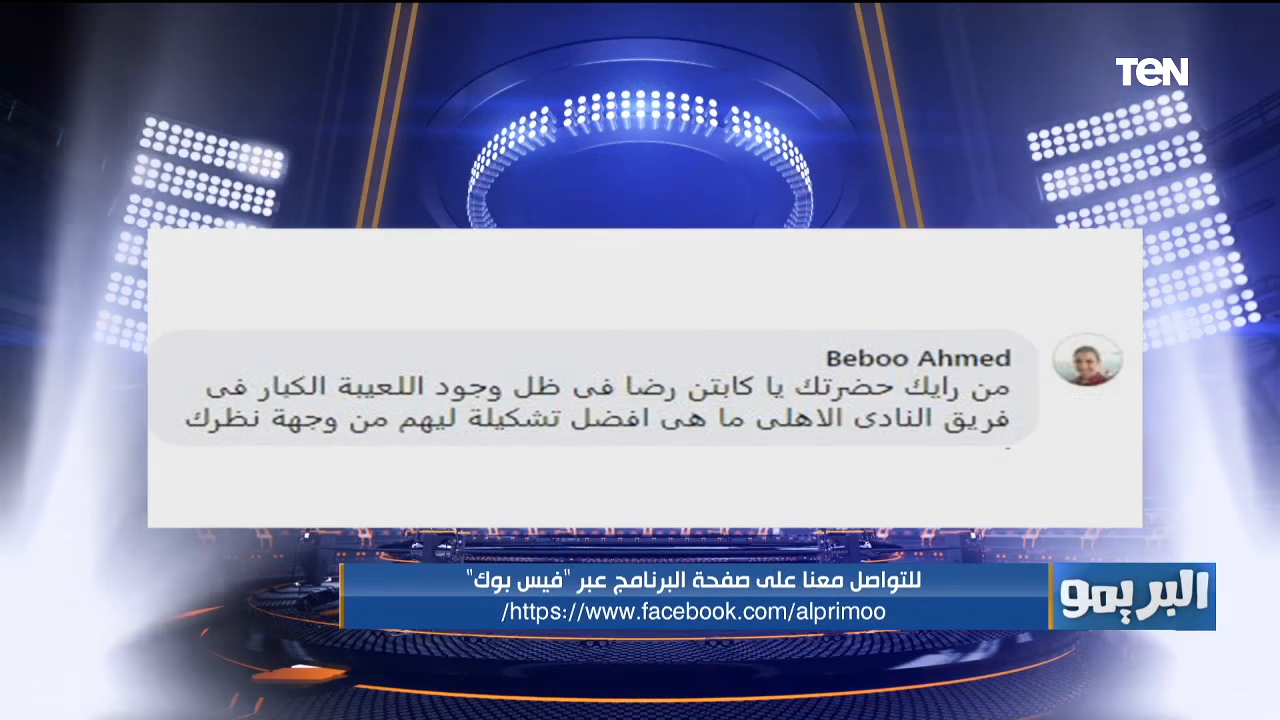 TEN
Beboo Ahmed
من رايك حضرتك يا كابتن رضا فى ظل وجود اللعيبة الكبار فى
فريق النادى الاهلى ما هى افضل تشكيلة ليهم من وجهة نظرك
للتواصل معنا على صفحة البرنامج عبر "فيس بوك"
https://www.facebook.com/alprimoo/
البريمو